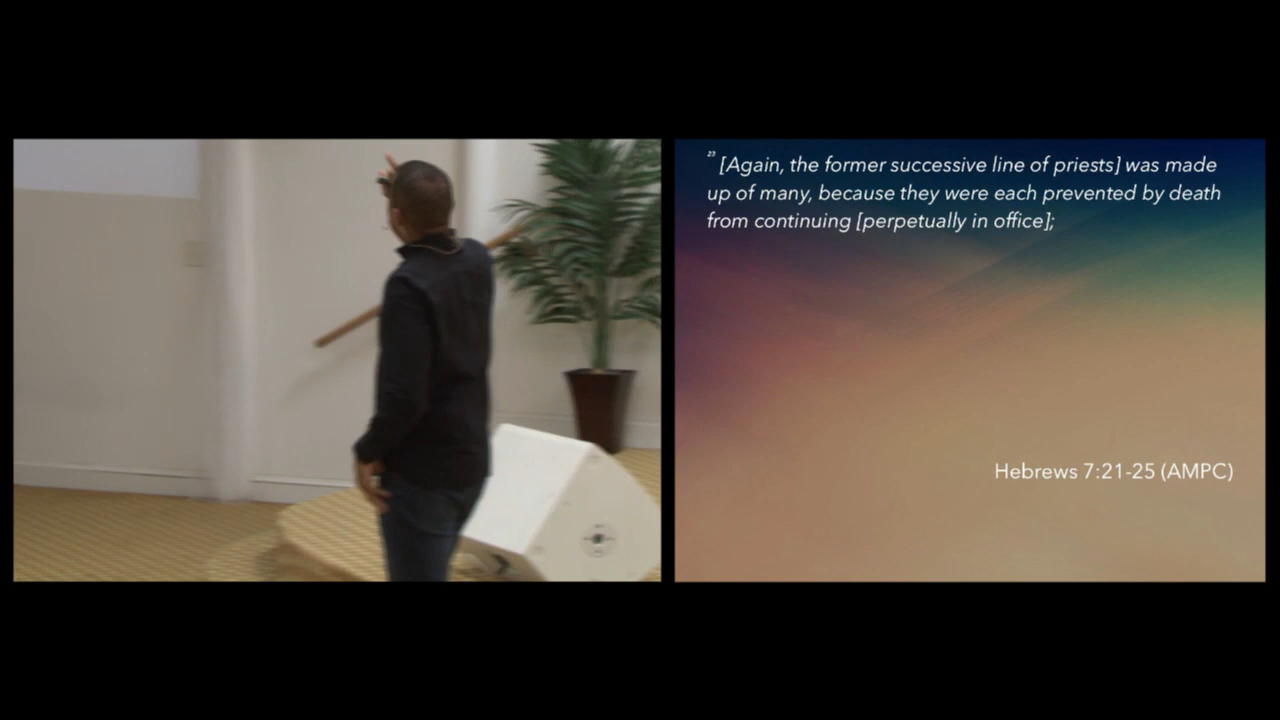 23 [Again, the former successive line of priests] was made
up of many, because they were each prevented by death
from continuing [perpetually in office];
Hebrews 7:21-25 (AMPC)